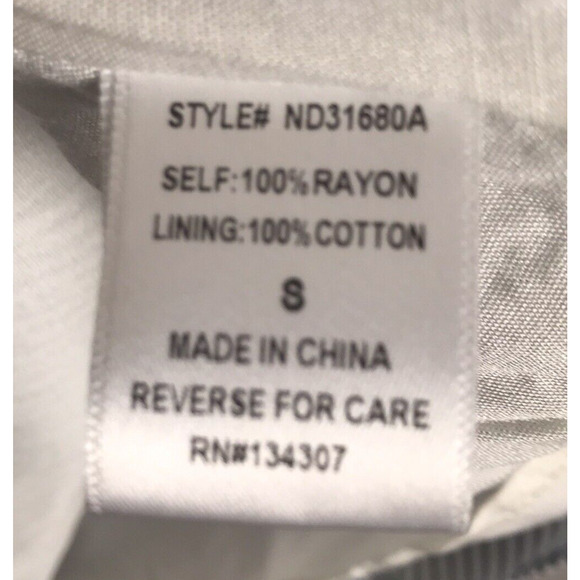 STYLE# ND31680A
SELF:100%RAYON
LINING:100%COTTON
S
MADE IN CHINA
REVERSE FOR CARE
RN#134307